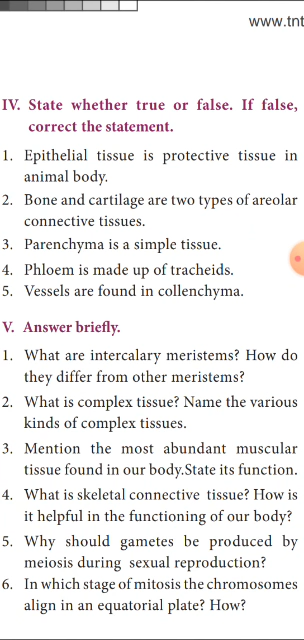 www.tnt
IV. State whether true or false. If false,
correct the statement.
1. Epithelial tissue is protective tissue in
animal body.
2. Bone and cartilage are two types of areolar
connective tissues.
3. Parenchyma is a simple tissue.
4. Phloem is made up of tracheids.
5. Vessels are found in collenchyma.
V. Answer briefly.
1. What are intercalary meristems? How do
they differ from other meristems?
2. What is complex tissue? Name the various
kinds of complex tissues.
3. Mention the most abundant muscular
tissue found in our body.State its function.
4. What is skeletal connective tissue? How is
it helpful in the functioning of our body?
5. Why should gametes be produced by
meiosis during sexual reproduction?
6. In which stage of mitosis the chromosomes
align in an equatorial plate? How?